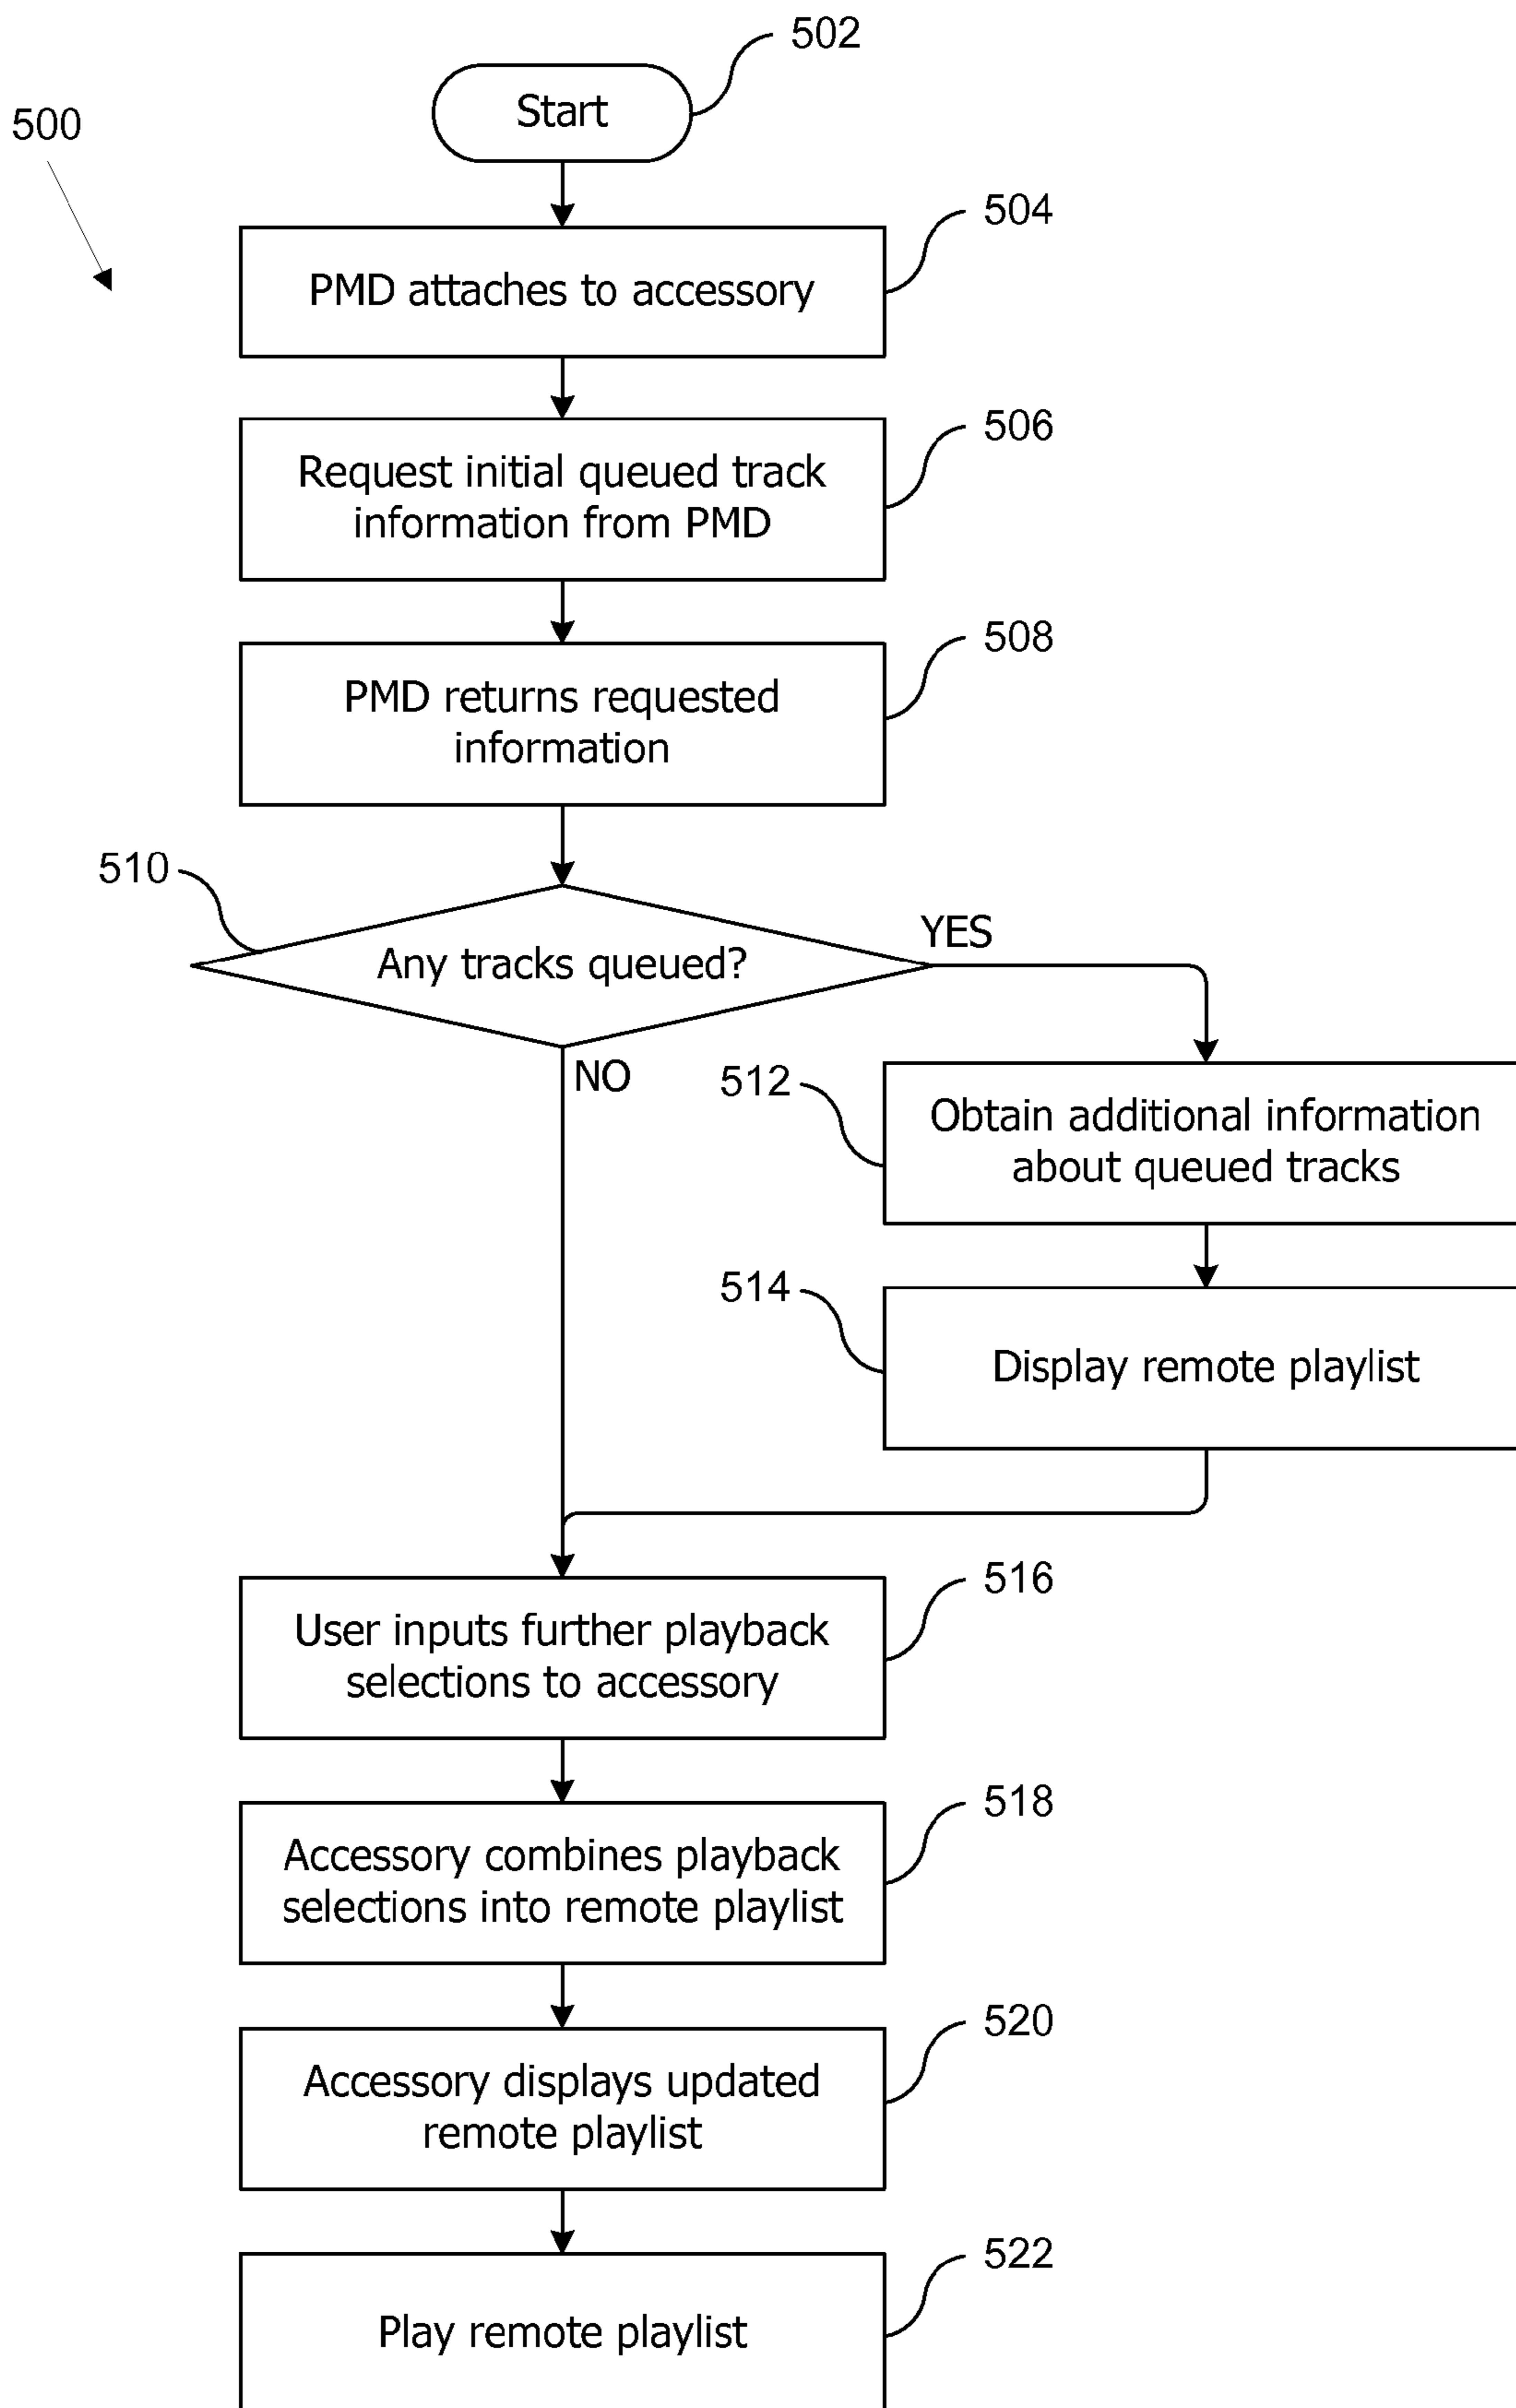 502
Start
500
504
PMD attaches to accessory
506
Request initial queued track
information from PMD
508
PMD returns requested
information
510
YES
Any tracks queued?
NO
512
Obtain additional information
about queued tracks
514
Display remote playlist
516
User inputs further playback
selections to accessory
518
Accessory combines playback
selections into remote playlist
520
Accessory displays updated
remote playlist
522
Play remote playlist